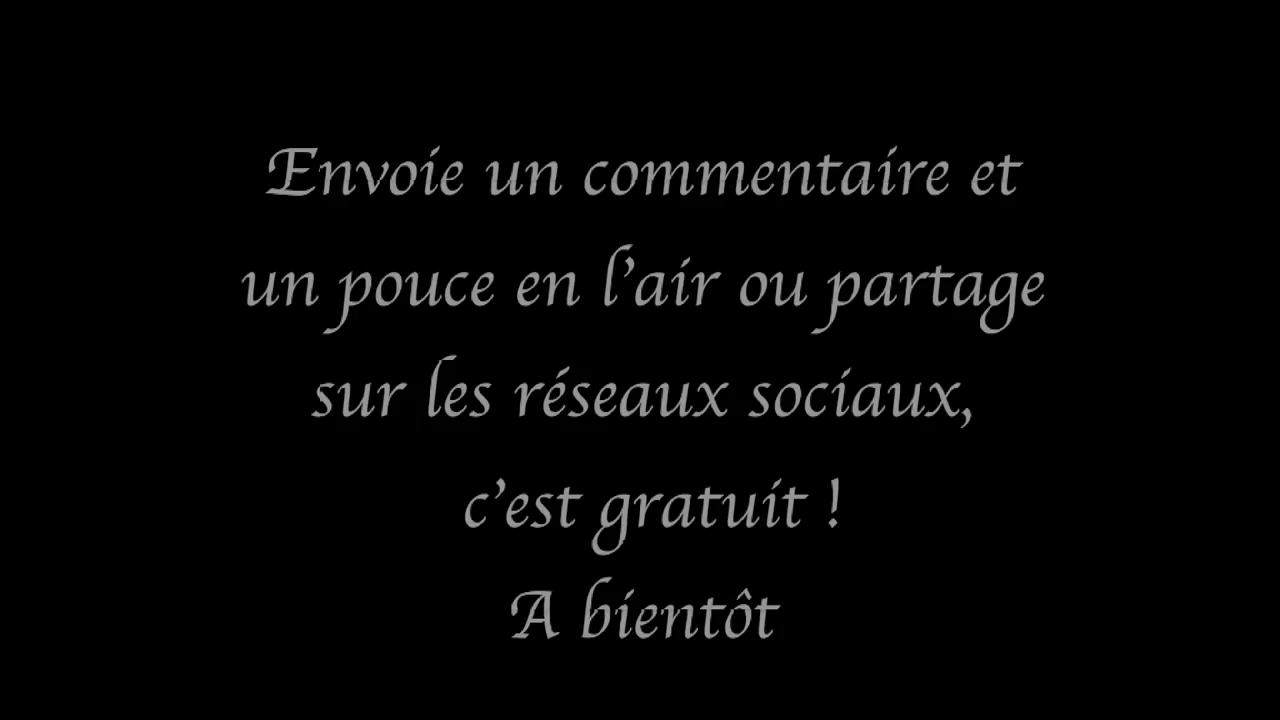 Envoie un commentaire et
un pouce en l'air ou partage
sur les réseaux sociaux,
c'est gratuit !
A bientôt